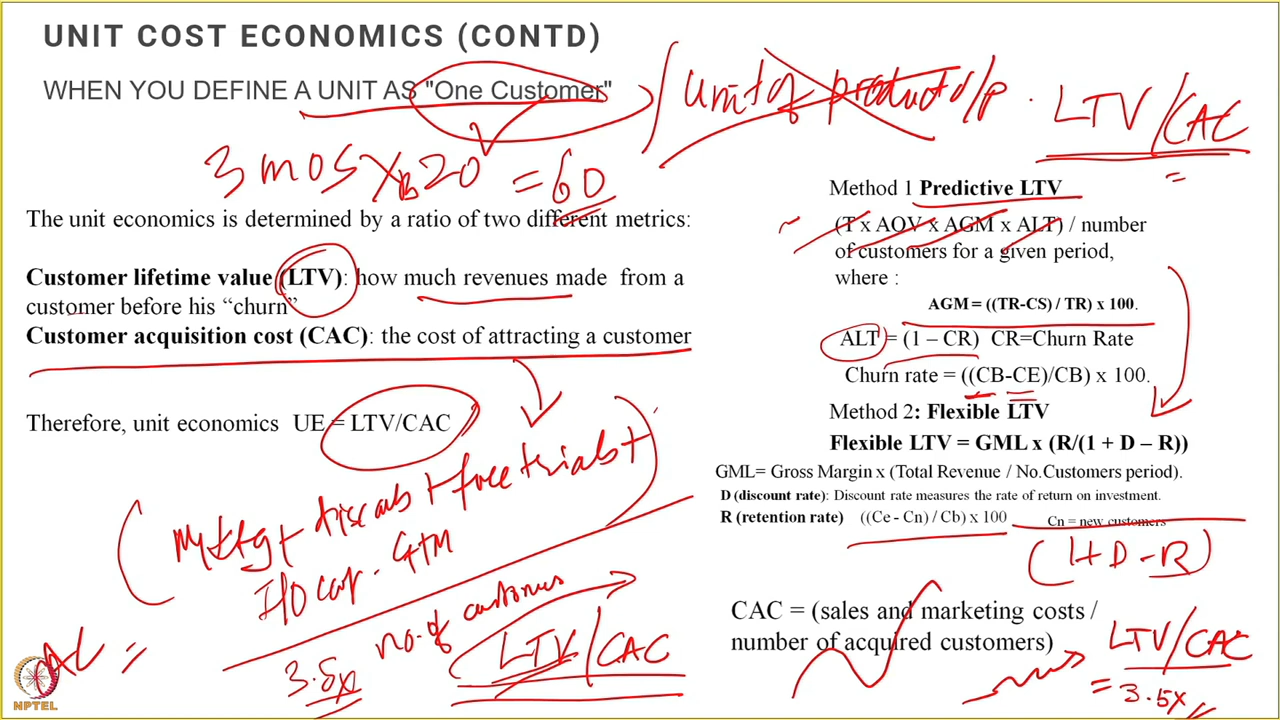 UNIT COST ECONOMICS (CONTD)
WHEN YOU DEFINE A UNIT AS "One Customer"
unit of product o/p .
LTV/CAC
3 mos x 20 = 60
The unit economics is determined by a ratio of two different metrics:
Customer lifetime value (LTV): how much revenues made from a
customer before his “churn”
Customer acquisition cost (CAC): the cost of attracting a customer
Therefore, unit economics UE = LTV/CAC
(Mktg + discounts + free trials +
GTM)
no. of customers
3.5x
LTV/CAC
Method 1 Predictive LTV
(T x AOV x AGM x ALT) / number
of customers for a given period,
where :
AGM = ((TR-CS) / TR) x 100.
ALT = (1 – CR) CR=Churn Rate
Churn rate = ((CB-CE)/CB) x 100.
Method 2: Flexible LTV
Flexible LTV = GML x (R/(1 + D – R))
GML= Gross Margin x (Total Revenue / No.Customers period).
D (discount rate): Discount rate measures the rate of return on investment.
R (retention rate) ((Ce - Cn) / Cb) x 100 Cn = new customers
(1+D-R)
CAC = (sales and marketing costs /
number of acquired customers)
LTV/CAC
= 3.5x
NPTEL